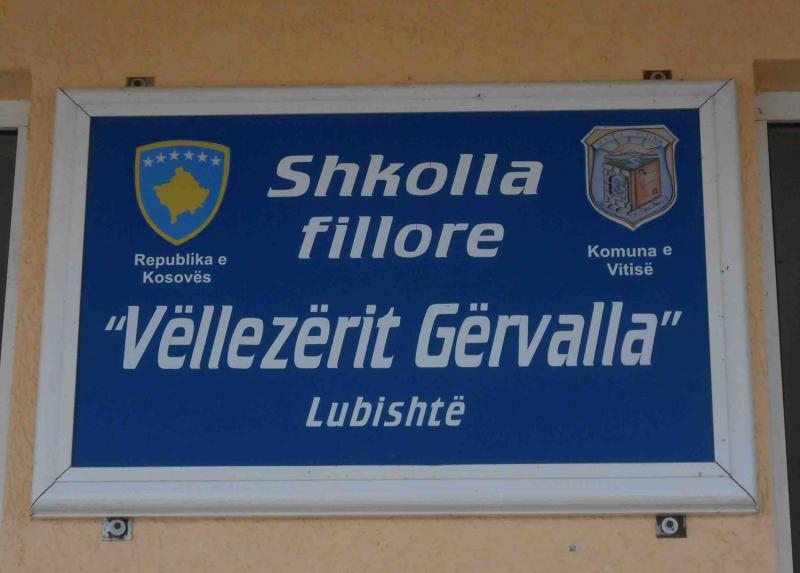 Shkolla
fillore
Republika e
Kosovës
Komuna e
Vitisë
“Vëllezërit Gërvalla”
Lubishtë